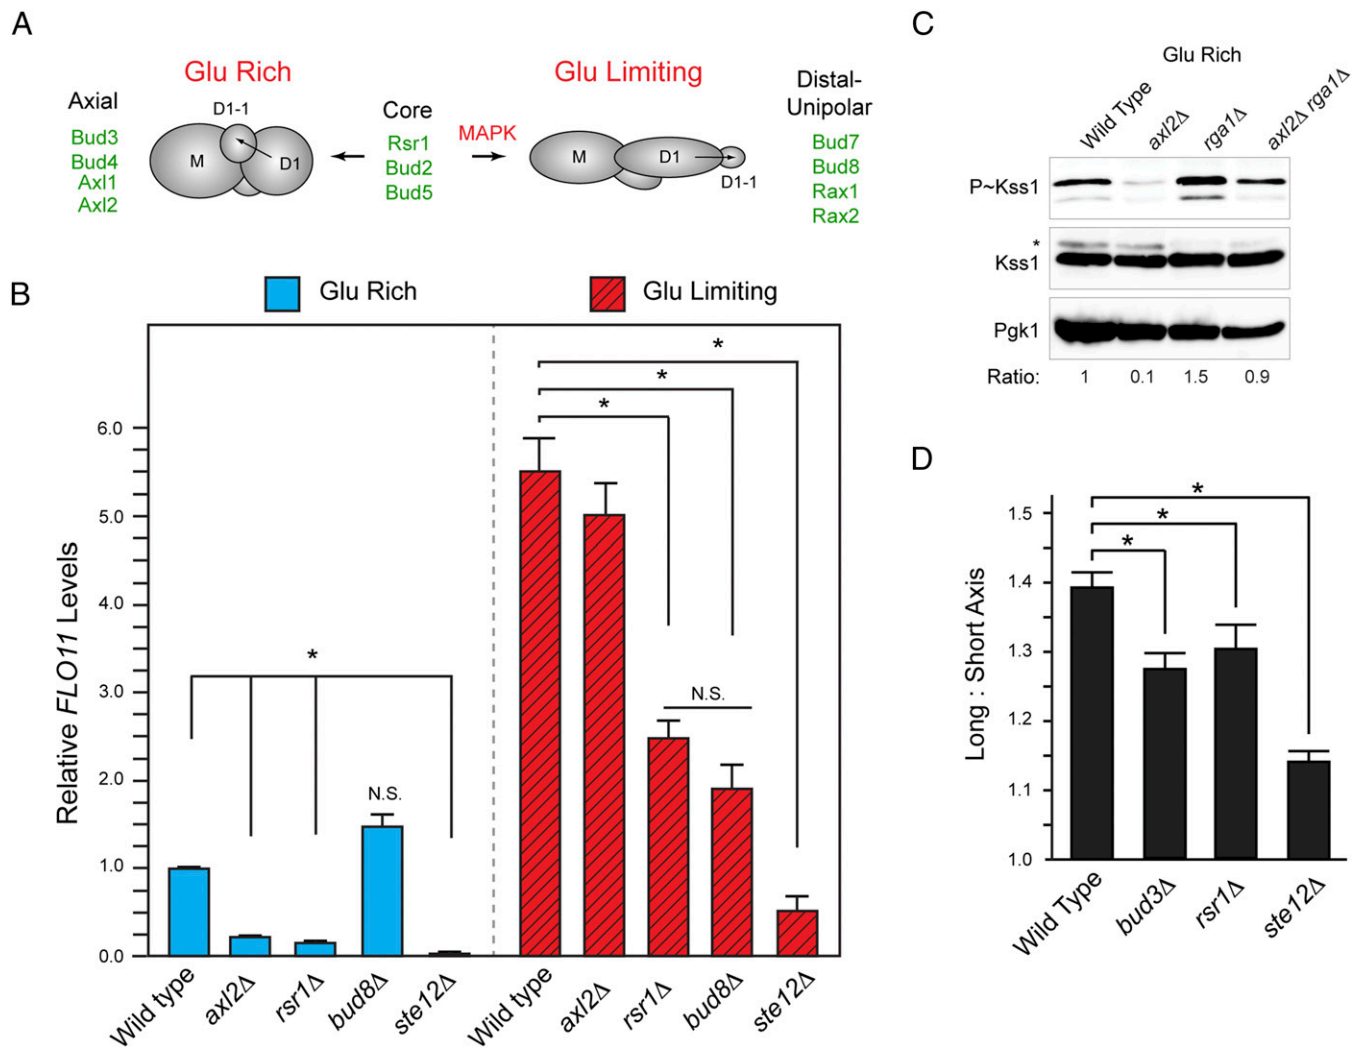 A
Glu Rich
Glu Limiting
Axial
Bud3
Bud4
Axl1
Axl2
D1-1
M
D1
Core
Rsr1
Bud2
Bud5
MAPK
M
D1
D1-1
Distal-
Unipolar
Bud7
Bud8
Rax1
Rax2
B
Glu Rich
Glu Limiting
Relative FLO11 Levels
6.0
5.0
4.0
3.0
2.0
1.0
0.0
*
N.S.
*
*
*
N.S.
Wild type
axl2Δ
rsr1Δ
bud8Δ
ste12Δ
Wild type
axl2Δ
rsr1Δ
bud8Δ
ste12Δ
C
Glu Rich
Wild Type
axl2Δ
rga1Δ
axl2Δ rga1Δ
P~Kss1
*
Kss1
Pgk1
Ratio: 1 0.1 1.5 0.9
D
Long : Short Axis
1.5
1.4
1.3
1.2
1.1
1.0
*
*
*
Wild Type
bud3Δ
rsr1Δ
ste12Δ